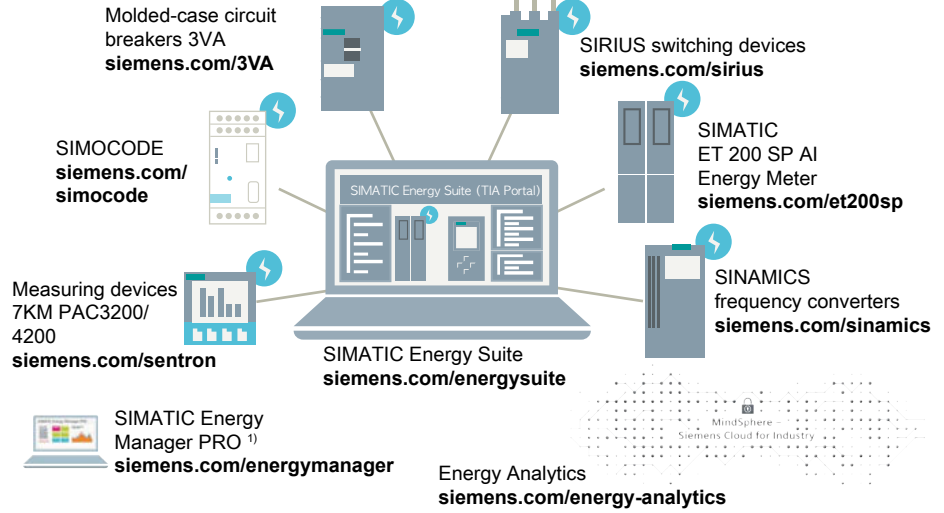 Molded-case circuit
breakers 3VA
siemens.com/3VA
SIRIUS switching devices
siemens.com/sirius
SIMOCODE
siemens.com/
simocode
SIMATIC
ET 200 SP AI
Energy Meter
siemens.com/et200sp
SIMATIC Energy Suite (TIA Portal)
Measuring devices
7KM PAC3200/
4200
siemens.com/sentron
SINAMICS
frequency converters
siemens.com/sinamics
SIMATIC Energy Suite
siemens.com/energysuite
SIMATIC Energy
Manager PRO 1)
siemens.com/energymanager
MindSphere
Siemens Cloud for Industry
Energy Analytics
siemens.com/energy-analytics